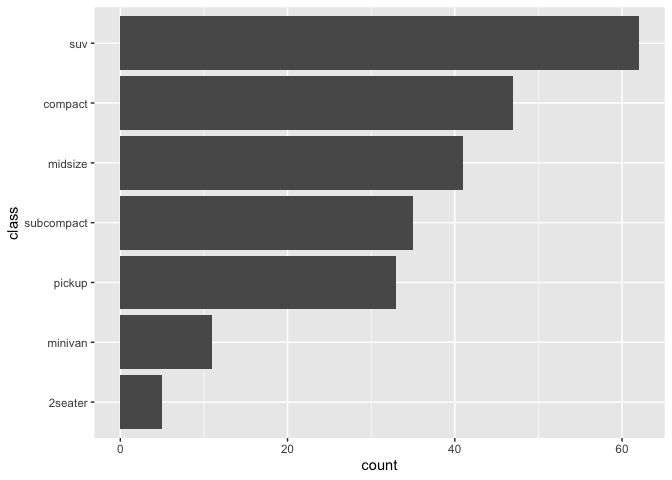 suv
compact
midsize
subcompact
pickup
minivan
2seater
class
0 20 40 60
count